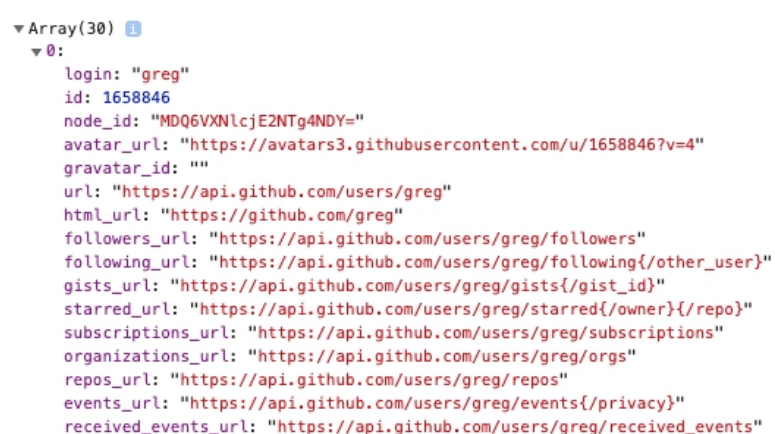 Array(30) i
0:
login: "greg"
id: 1658846
node_id: "MDQ6VXNlcjE2NTg4NDY="
avatar_url: "https://avatars3.githubusercontent.com/u/1658846?v=4"
gravatar_id: ""
url: "https://api.github.com/users/greg"
html_url: "https://github.com/greg"
followers_url: "https://api.github.com/users/greg/followers"
following_url: "https://api.github.com/users/greg/following{/other_user}"
gists_url: "https://api.github.com/users/greg/gists{/gist_id}"
starred_url: "https://api.github.com/users/greg/starred{/owner}{/repo}"
subscriptions_url: "https://api.github.com/users/greg/subscriptions"
organizations_url: "https://api.github.com/users/greg/orgs"
repos_url: "https://api.github.com/users/greg/repos"
events_url: "https://api.github.com/users/greg/events{/privacy}"
received_events_url: "https://api.github.com/users/greg/received_events"